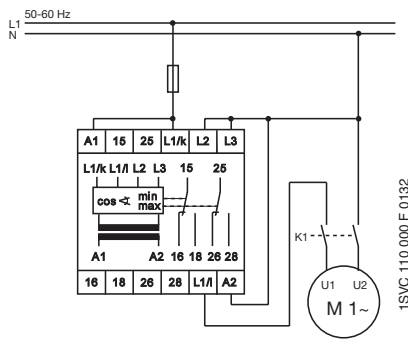 50-60 Hz
L1
N
A1 15 25 L1/k L2 L3
L1/k L1/l L2 L3 15 25
cos ∢ min
max
A1 A2 16 18 26 28
16 18 26 28 L1/l A2
K1
U1 U2
M 1~
1SVC 110 000 F 0132